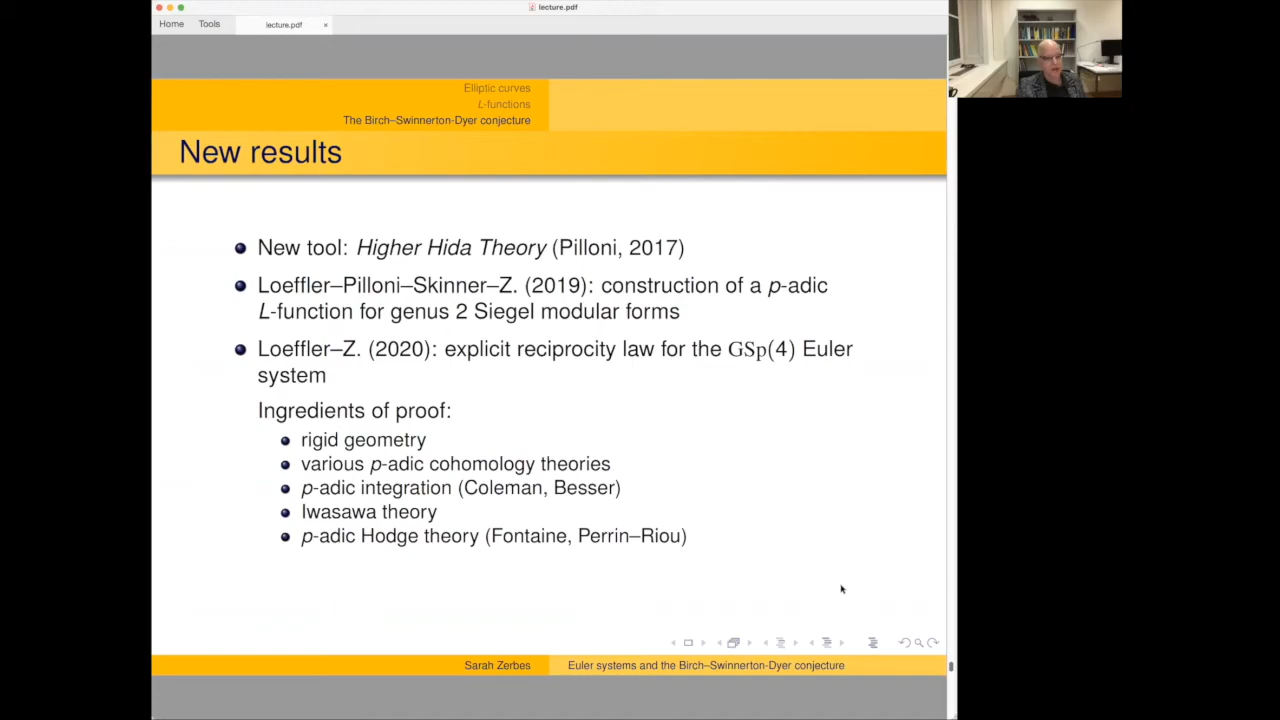 lecture.pdf
Home Tools lecture.pdf ×
Elliptic curves
L-functions
The Birch–Swinnerton-Dyer conjecture
New results
New tool: Higher Hida Theory (Pilloni, 2017)
Loeffler–Pilloni–Skinner–Z. (2019): construction of a p-adic
L-function for genus 2 Siegel modular forms
Loeffler–Z. (2020): explicit reciprocity law for the GSp(4) Euler
system
Ingredients of proof:
rigid geometry
various p-adic cohomology theories
p-adic integration (Coleman, Besser)
Iwasawa theory
p-adic Hodge theory (Fontaine, Perrin–Riou)
Sarah Zerbes Euler systems and the Birch–Swinnerton-Dyer conjecture